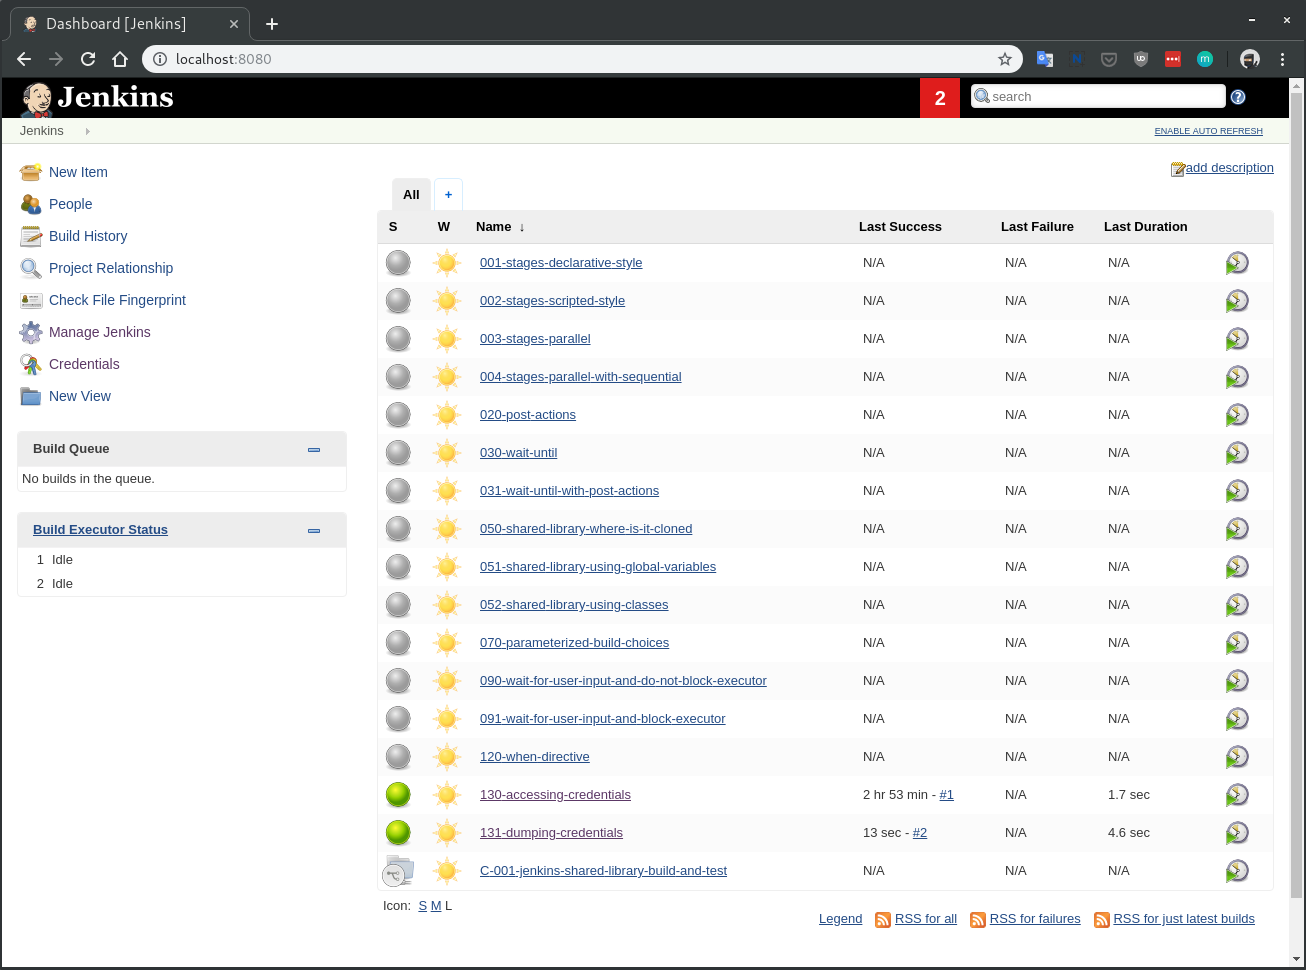 Dashboard [Jenkins]
localhost:8080
Jenkins
2
search
Jenkins
ENABLE AUTO REFRESH
New Item
People
Build History
Project Relationship
Check File Fingerprint
Manage Jenkins
Credentials
New View
Build Queue
No builds in the queue.
Build Executor Status
1 Idle
2 Idle
add description
All +
S W Name ↓ Last Success Last Failure Last Duration
001-stages-declarative-style N/A N/A N/A
002-stages-scripted-style N/A N/A N/A
003-stages-parallel N/A N/A N/A
004-stages-parallel-with-sequential N/A N/A N/A
020-post-actions N/A N/A N/A
030-wait-until N/A N/A N/A
031-wait-until-with-post-actions N/A N/A N/A
050-shared-library-where-is-it-cloned N/A N/A N/A
051-shared-library-using-global-variables N/A N/A N/A
052-shared-library-using-classes N/A N/A N/A
070-parameterized-build-choices N/A N/A N/A
090-wait-for-user-input-and-do-not-block-executor N/A N/A N/A
091-wait-for-user-input-and-block-executor N/A N/A N/A
120-when-directive N/A N/A N/A
130-accessing-credentials 2 hr 53 min - #1 N/A 1.7 sec
131-dumping-credentials 13 sec - #2 N/A 4.6 sec
C-001-jenkins-shared-library-build-and-test N/A N/A N/A
Icon: S M L
Legend RSS for all RSS for failures RSS for just latest builds